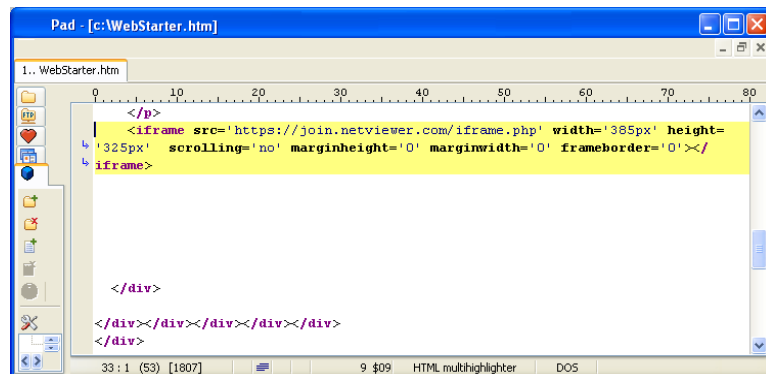 Pad - [c:\WebStarter.htm]
1.. WebStarter.htm
0 10 20 30 40 50 60 70 80
FTP
</p>
<iframe src='https://join.netviewer.com/iframe.php' width='385px' height=
'325px'  scrolling='no' marginheight='0' marginwidth='0' frameborder='0'></
iframe>
</div>
</div></div></div></div></div>
</div>
33 : 1 (53) [1807] 9 $09 HTML multihighlighter DOS